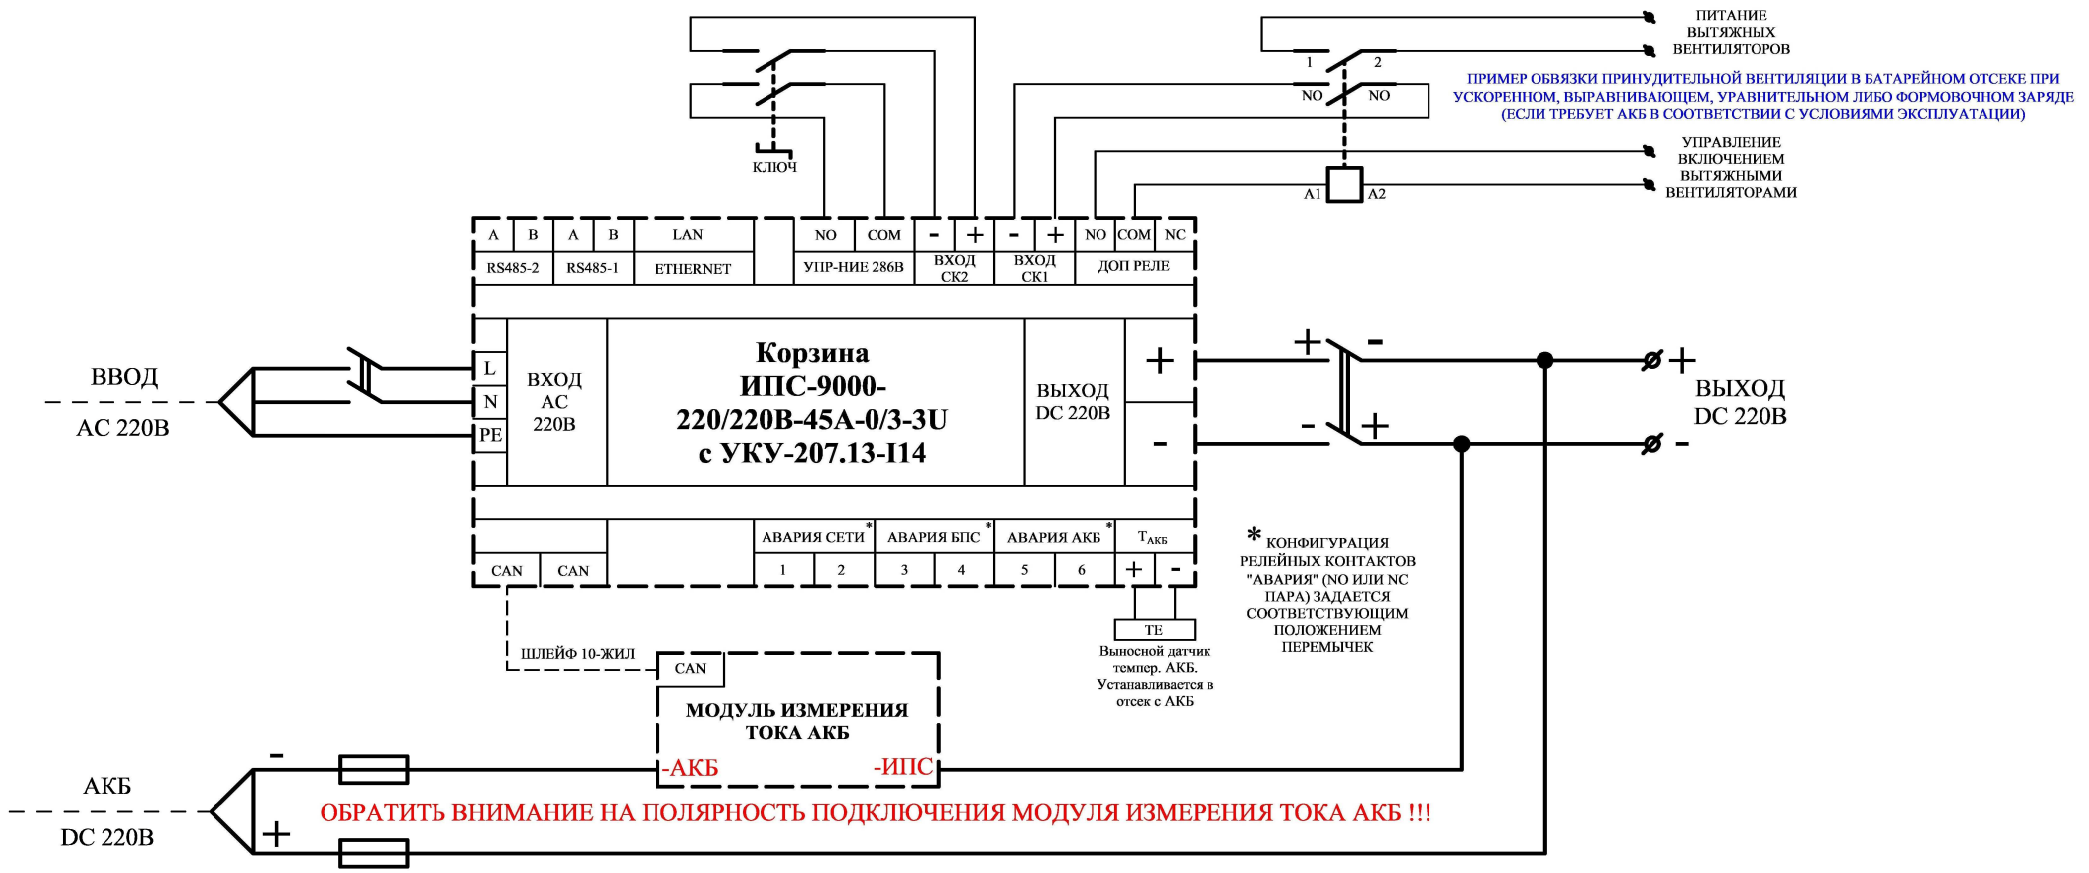 ПИТАНИЕ
ВЫТЯЖНЫХ
ВЕНТИЛЯТОРОВ
1
2
NO
NO
ПРИМЕР ОБВЯЗКИ ПРИНУДИТЕЛЬНОЙ ВЕНТИЛЯЦИИ В БАТАРЕЙНОМ ОТСЕКЕ ПРИ
УСКОРЕННОМ, ВЫРАВНИВАЮЩЕМ, УРАВНИТЕЛЬНОМ ЛИБО ФОРМОВОЧНОМ ЗАРЯДЕ
(ЕСЛИ ТРЕБУЕТ АКБ В СООТВЕТСТВИИ С УСЛОВИЯМИ ЭКСПЛУАТАЦИИ)
УПРАВЛЕНИЕ
ВКЛЮЧЕНИЕМ
ВЫТЯЖНЫМИ
ВЕНТИЛЯТОРАМИ
КЛЮЧ
A1
A2
A B A B LAN NO COM - + - + NO COM NC
RS485-2 RS485-1 ETHERNET УПР-НИЕ 286В ВХОД СК2 ВХОД СК1 ДОП РЕЛЕ
ВВОД
АС 220В
L
N
PE
ВХОД
АС
220В
Корзина
ИПС-9000-
220/220В-45А-0/3-3U
с УКУ-207.13-I14
ВЫХОД
DC 220В
+
-
+ -
- +
+
-
ВЫХОД
DC 220В
АВАРИЯ СЕТИ * АВАРИЯ БПС * АВАРИЯ АКБ * ТАКБ
CAN CAN 1 2 3 4 5 6 + -
* КОНФИГУРАЦИЯ
РЕЛЕЙНЫХ КОНТАКТОВ
"АВАРИЯ" (NO ИЛИ NC
ПАРА) ЗАДАЕТСЯ
СООТВЕТСТВУЮЩИМ
ПОЛОЖЕНИЕМ
ПЕРЕМЫЧЕК
ТЕ
Выносной датчик
темпер. АКБ.
Устанавливается в
отсек с АКБ
ШЛЕЙФ 10-ЖИЛ
CAN
МОДУЛЬ ИЗМЕРЕНИЯ
ТОКА АКБ
-АКБ -ИПС
АКБ
DC 220В
-
+
ОБРАТИТЬ ВНИМАНИЕ НА ПОЛЯРНОСТЬ ПОДКЛЮЧЕНИЯ МОДУЛЯ ИЗМЕРЕНИЯ ТОКА АКБ !!!